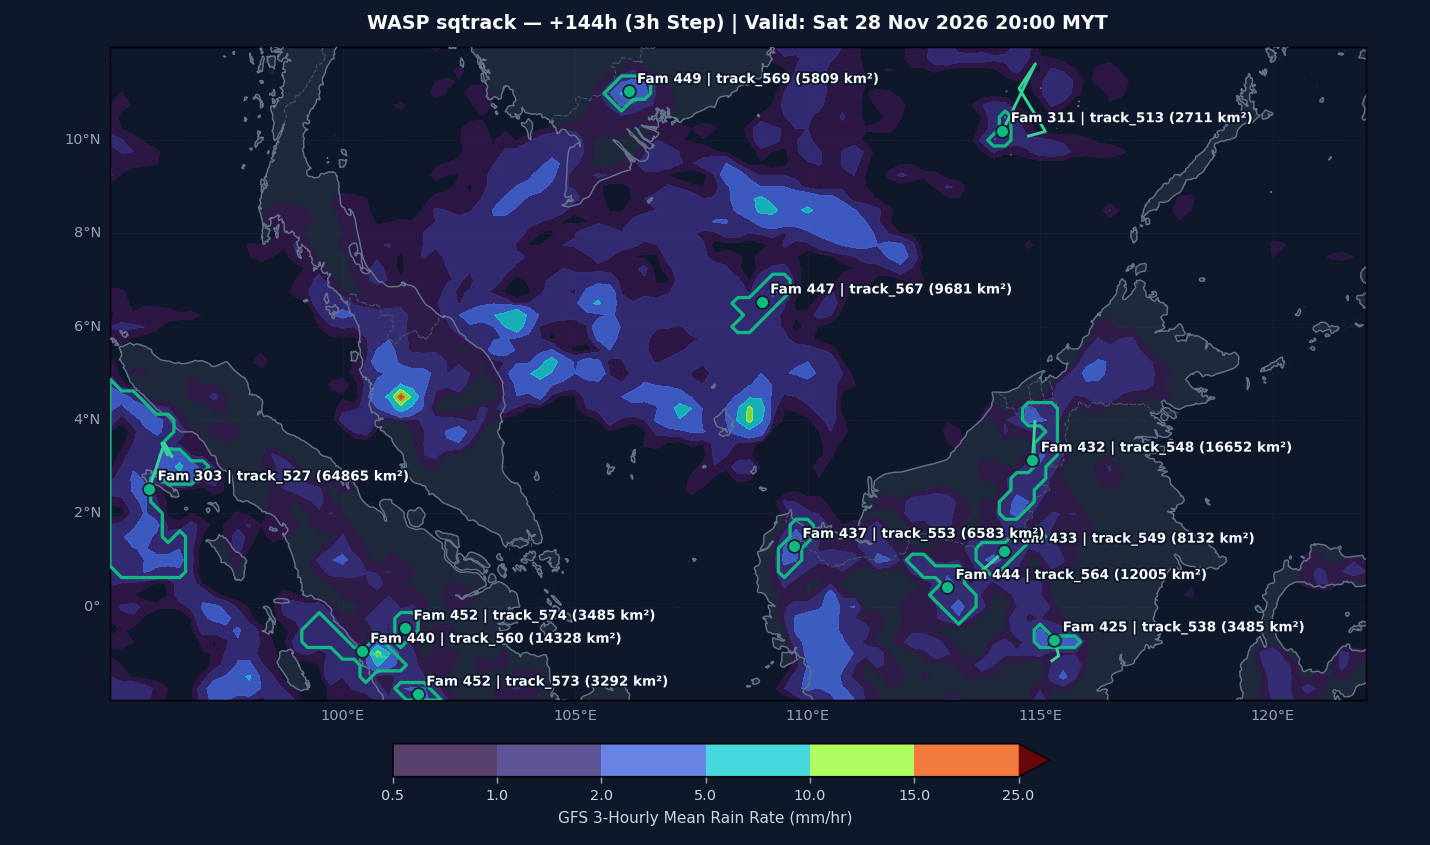 WASP sqtrack — +144h (3h Step) | Valid: Sat 28 Nov 2026 20:00 MYT
Fam 449 | track_569 (5809 km²)
Fam 311 | track_513 (2711 km²)
10°N
8°N
Fam 447 | track_567 (9681 km²)
6°N
4°N
Fam 432 | track_548 (16652 km²)
Fam 303 | track_527 (64865 km²)
2°N
Fam 437 | track_553 (6583 km²)
433 | track_549 (8132 km²)
Fam 444 | track_564 (12005 km²)
0°
Fam 452 | track_574 (3485 km²)
Fam 425 | track_538 (3485 km²)
Fam 440 | track_560 (14328 km²)
Fam 452 | track_573 (3292 km²)
100°E 105°E 110°E 115°E 120°E
0.5 1.0 2.0 5.0 10.0 15.0 25.0
GFS 3-Hourly Mean Rain Rate (mm/hr)